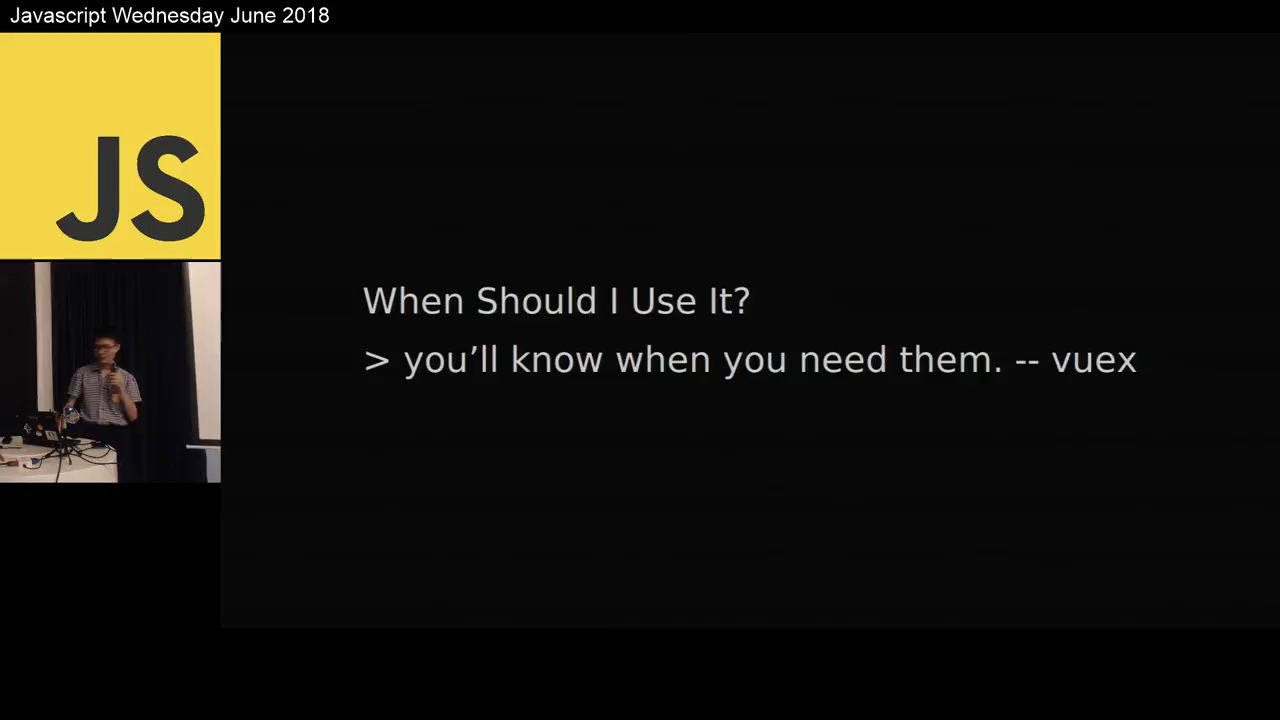 Javascript Wednesday June 2018
JS
When Should I Use It?
> you’ll know when you need them. -- vuex